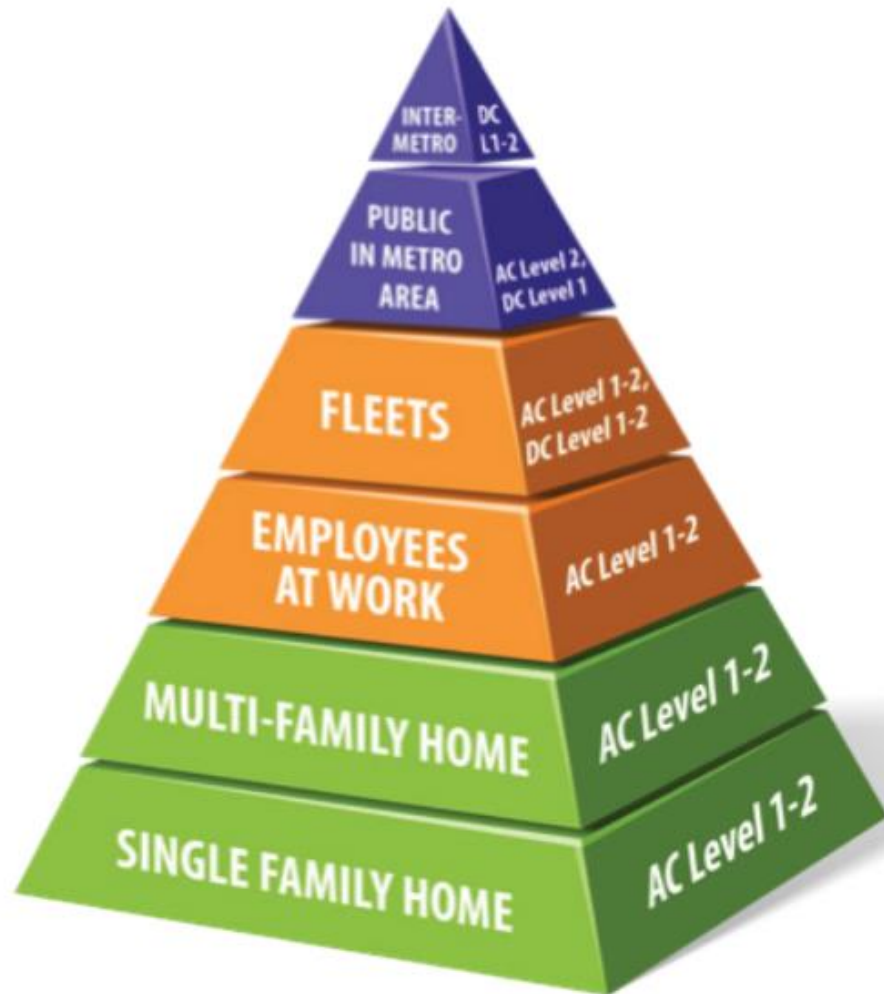 INTER- DC
METRO L1-2
PUBLIC
IN METRO
AREA
AC Level 2,
DC Level 1
FLEETS
AC Level 1-2,
DC Level 1-2
EMPLOYEES
AT WORK
AC Level 1-2
MULTI-FAMILY HOME
AC Level 1-2
SINGLE FAMILY HOME
AC Level 1-2